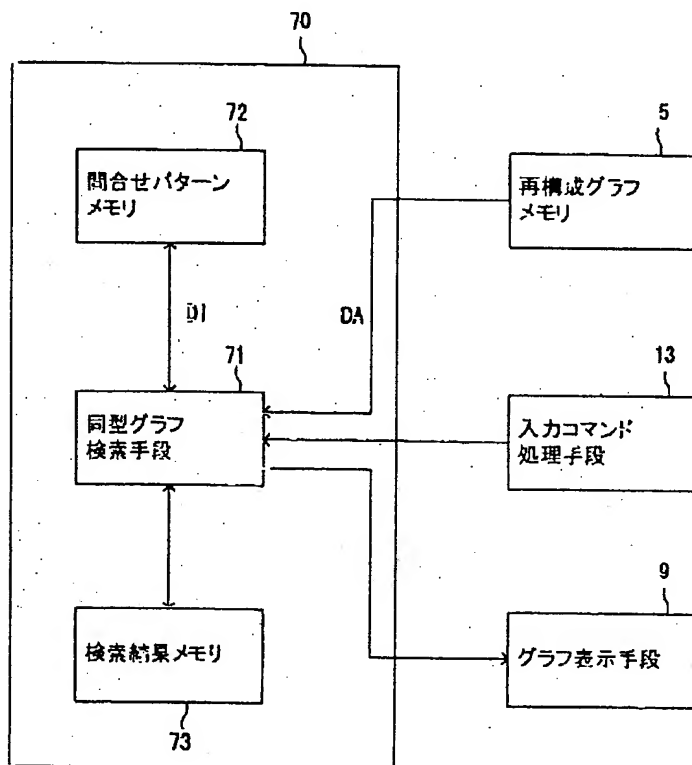 70
72
問合せパターン
メモリ
5
再構成グラフ
メモリ
DI
DA
71
同型グラフ
検索手段
13
入力コマンド
処理手段
検索結果メモリ
73
9
グラフ表示手段